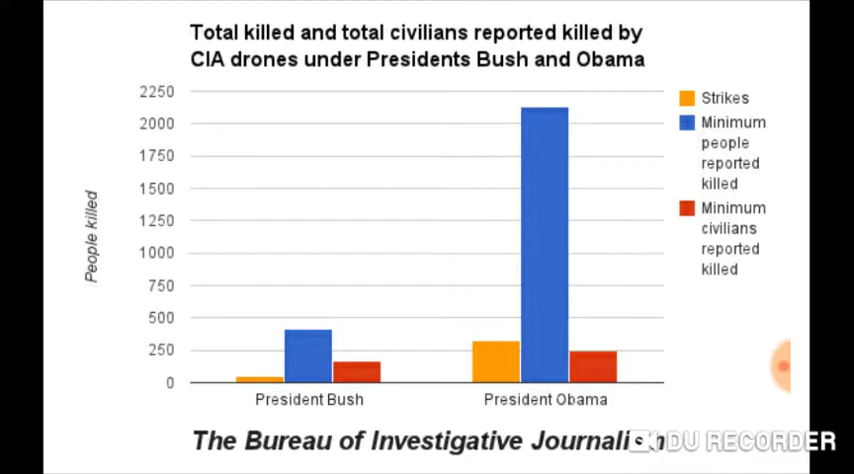 Total killed and total civilians reported killed by
CIA drones under Presidents Bush and Obama
2250
2000
1750
1500
1250
1000
750
500
250
0
People killed
President Bush
President Obama
Strikes
Minimum
people
reported
killed
Minimum
civilians
reported
killed
The Bureau of Investigative Journalism
DU RECORDER